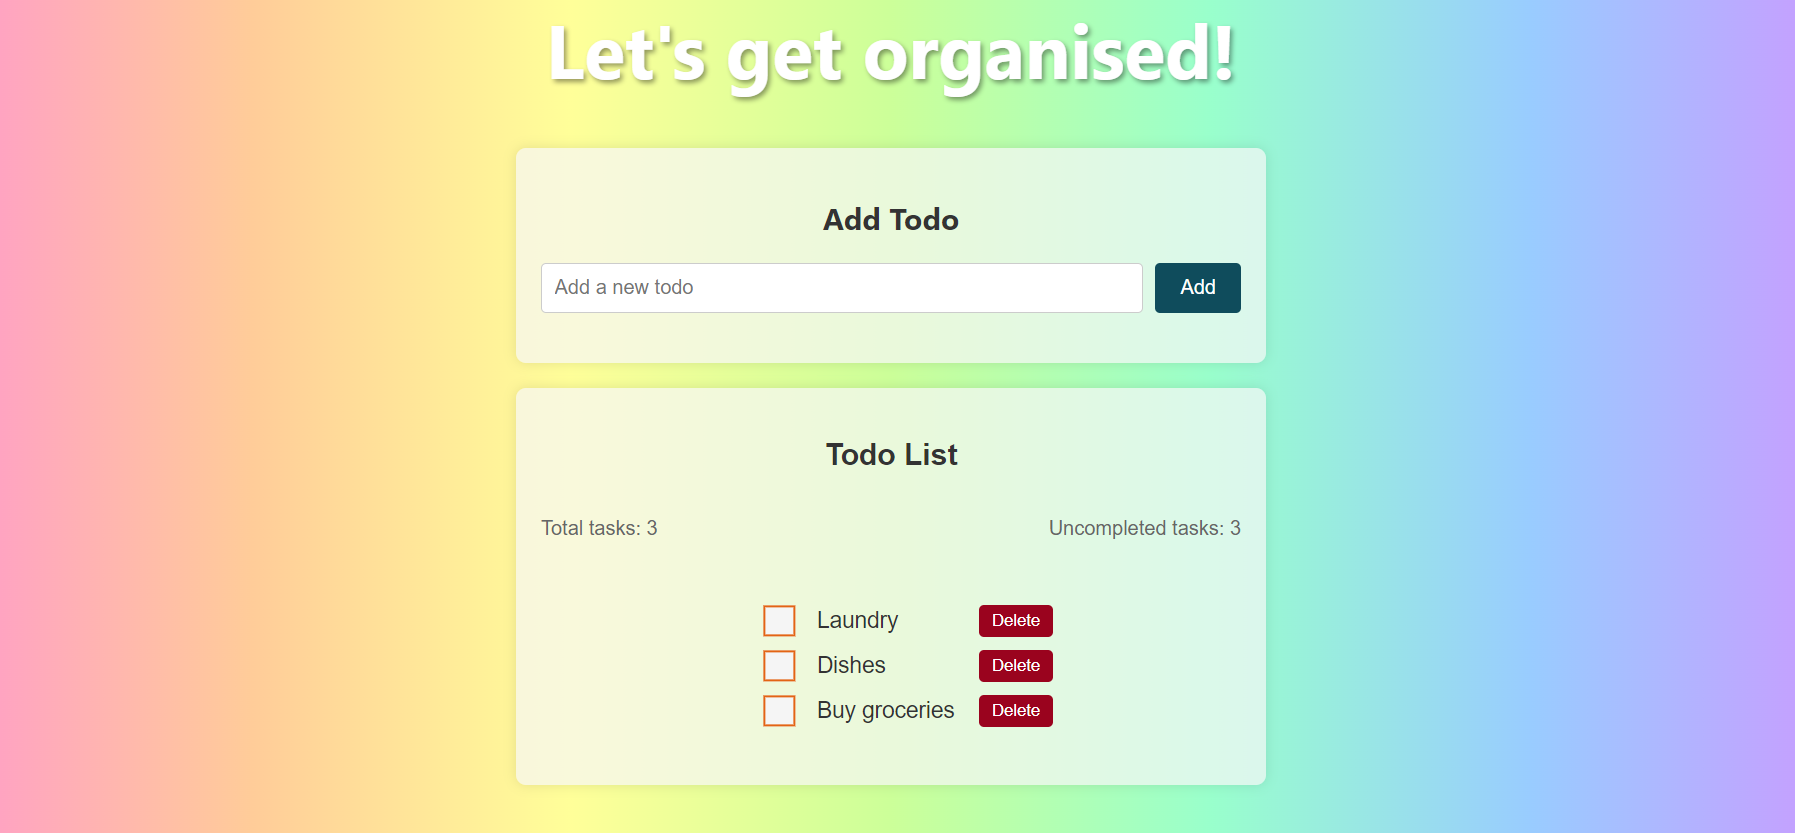 Let's get organised!
Add Todo
Add a new todo
Add
Todo List
Total tasks: 3
Uncompleted tasks: 3
Laundry
Delete
Dishes
Delete
Buy groceries
Delete